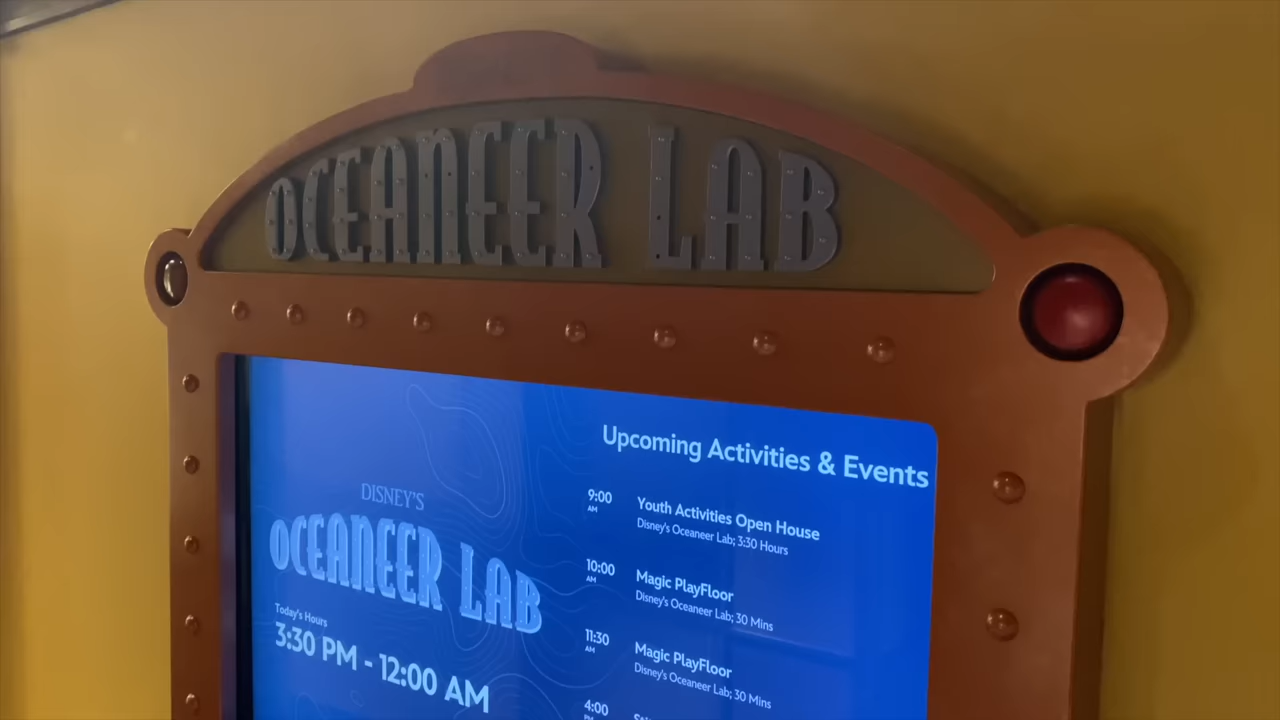 OCEANEER LAB
DISNEY'S
OCEANEER LAB
Today's Hours
3:30 PM - 12:00 AM
Upcoming Activities & Events
9:00
AM
Youth Activities Open House
Disney's Oceaneer Lab; 3:30 Hours
10:00
AM
Magic PlayFloor
Disney's Oceaneer Lab; 30 Mins
11:30
AM
Magic PlayFloor
Disney's Oceaneer Lab; 30 Mins
4:00
PM